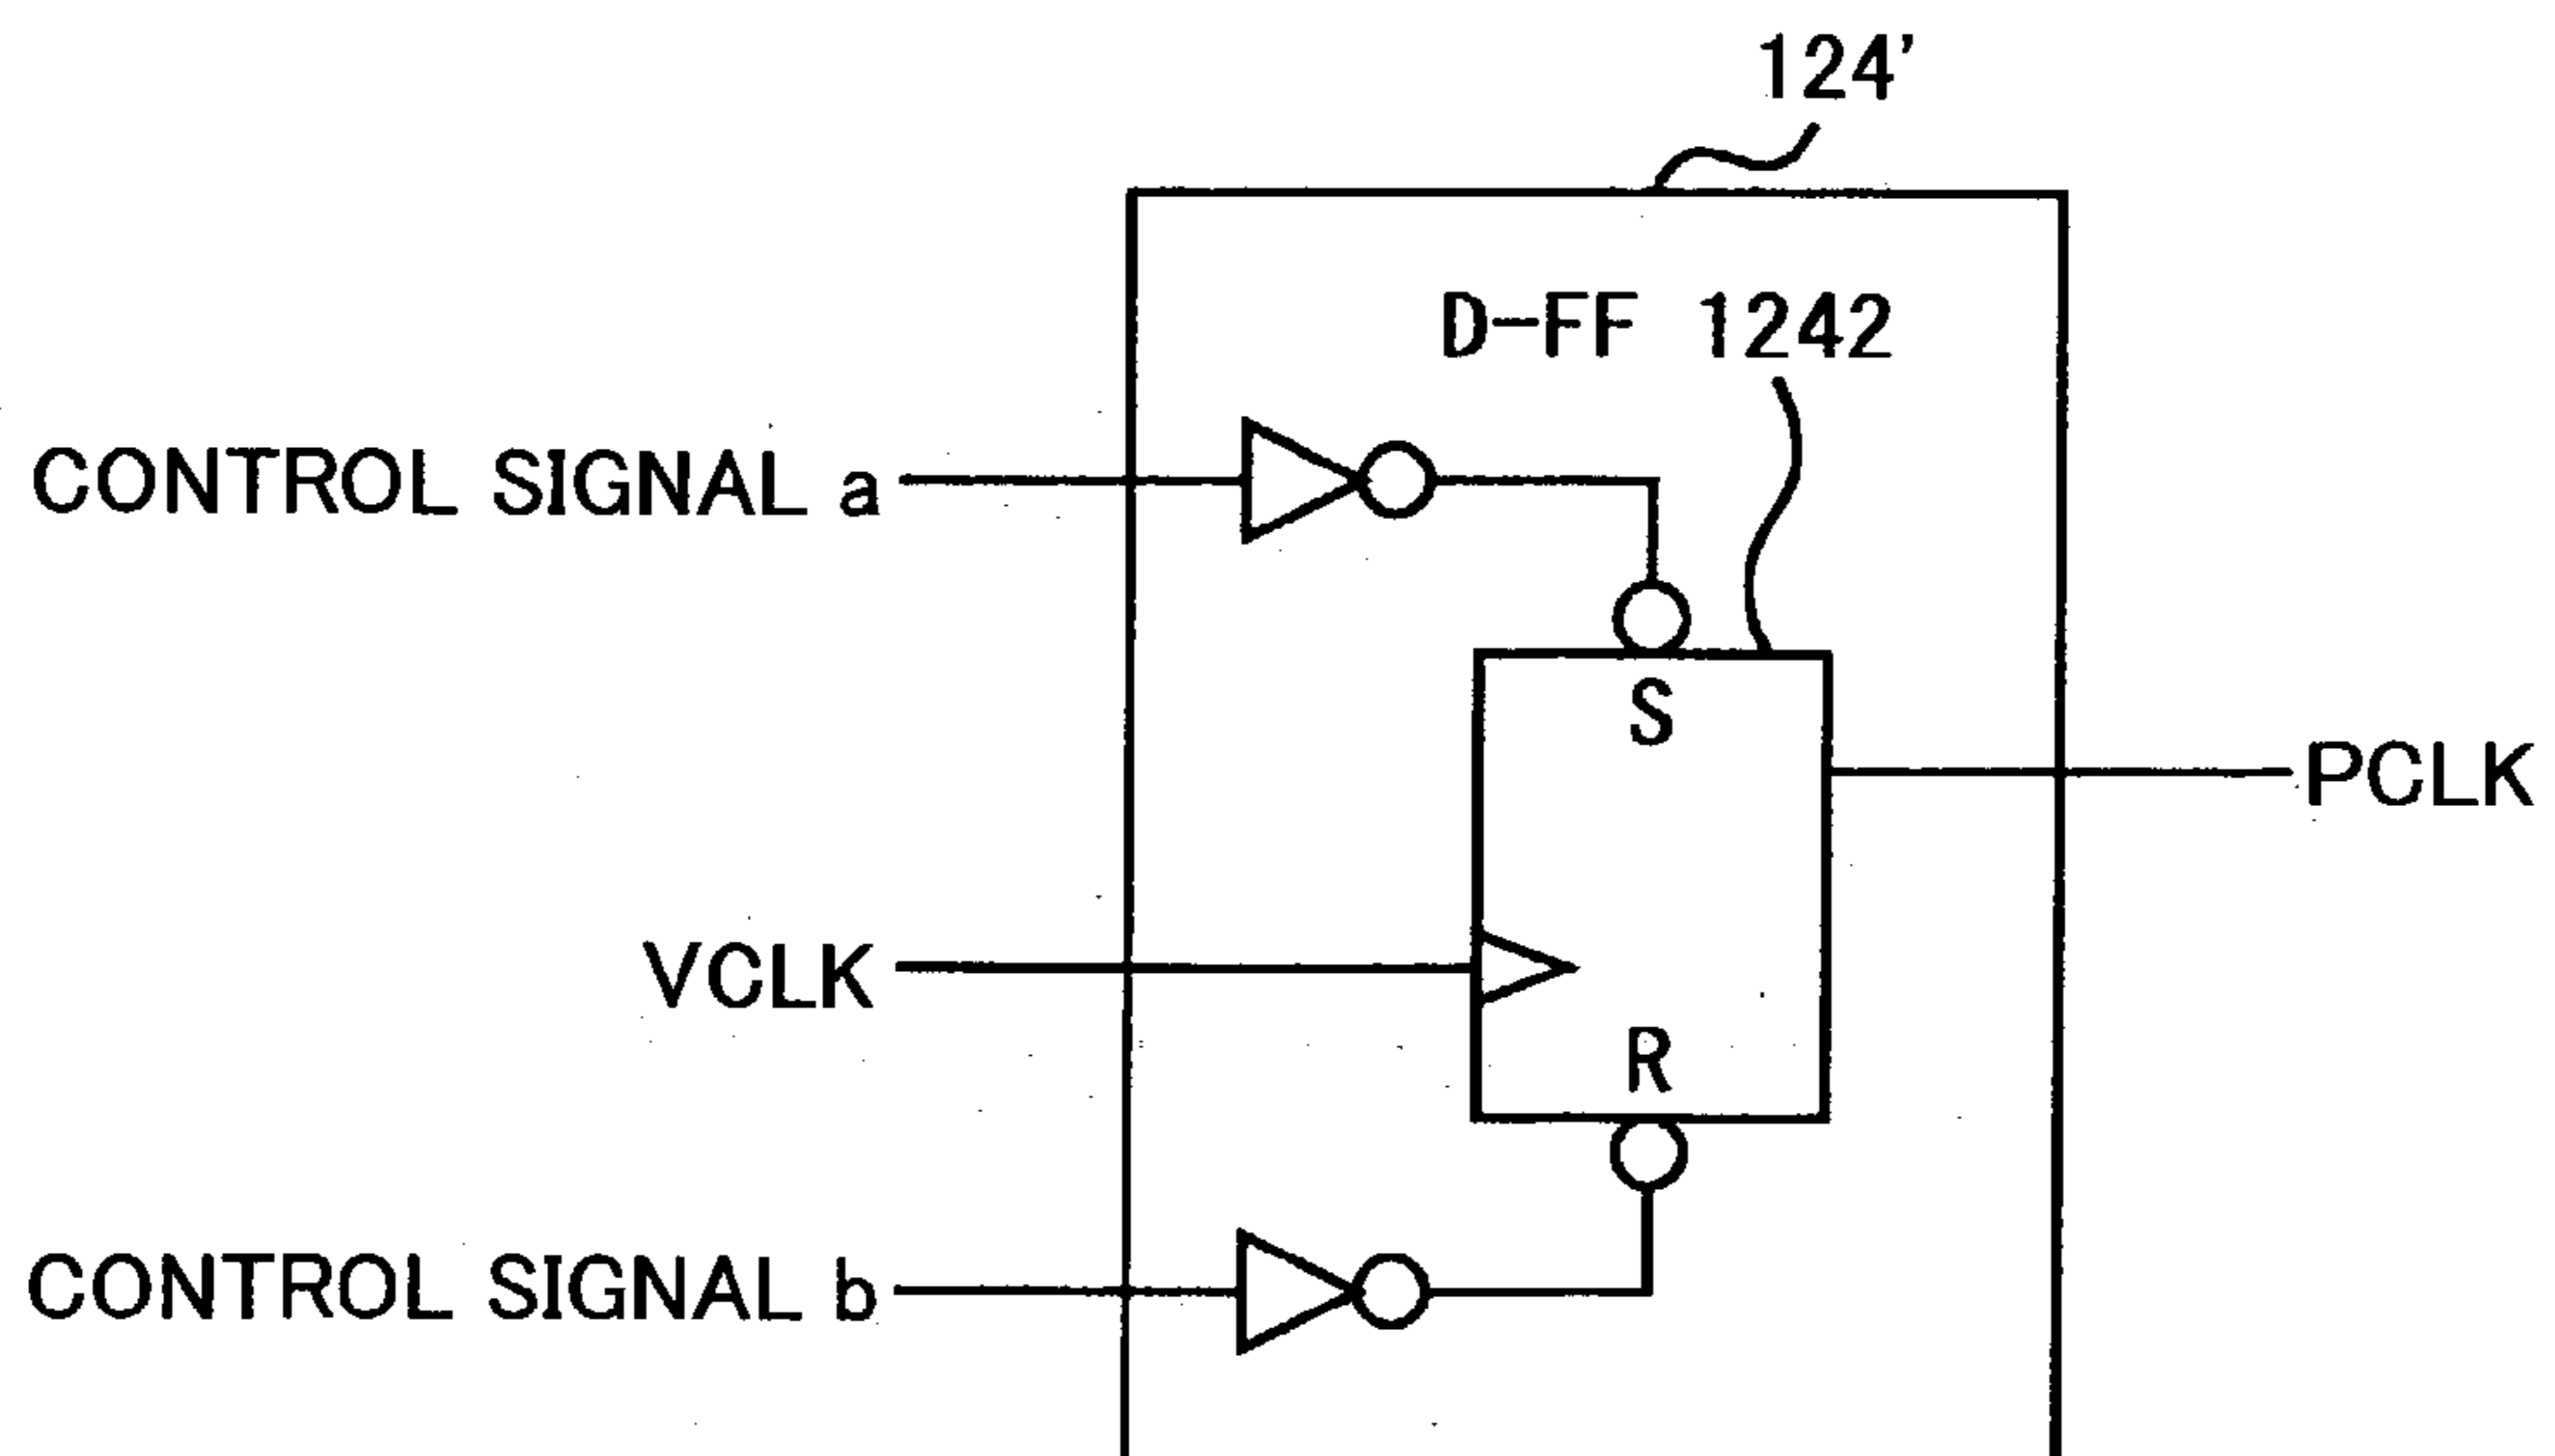 124'
D-FF 1242
CONTROL SIGNAL a
S
PCLK
VCLK
R
CONTROL SIGNAL b